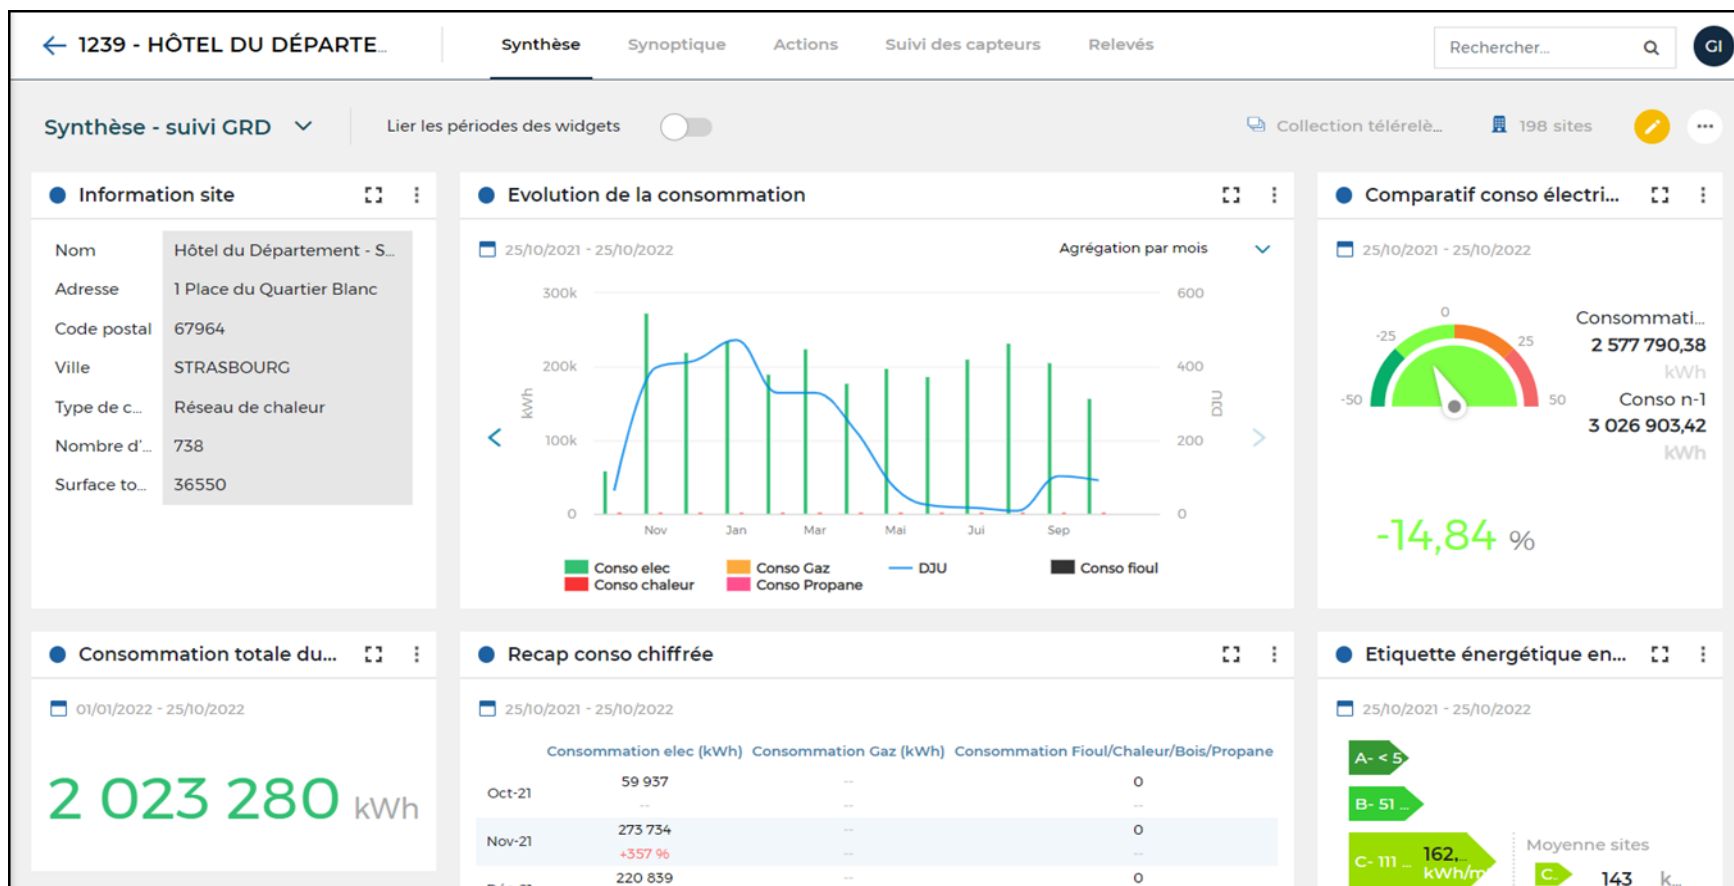 1239 - HÔTEL DU DÉPARTE...
Synthèse
Synoptique
Actions
Suivi des capteurs
Relevés
Rechercher...
GI
Synthèse - suivi GRD
Lier les périodes des widgets
Collection télérelè...
198 sites
Information site
Nom
Hôtel du Département - S...
Adresse
1 Place du Quartier Blanc
Code postal
67964
Ville
STRASBOURG
Type de c...
Réseau de chaleur
Nombre d'...
738
Surface to...
36550
Evolution de la consommation
25/10/2021 - 25/10/2022
Agrégation par mois
300k
200k
100k
0
kWh
600
400
200
0
DJU
Nov
Jan
Mar
Mai
Jui
Sep
Conso elec
Conso Gaz
DJU
Conso fioul
Conso chaleur
Conso Propane
Comparatif conso électri...
25/10/2021 - 25/10/2022
-50
-25
0
25
50
Consommati...
2 577 790,38
kWh
Conso n-1
3 026 903,42
kWh
-14,84 %
Consommation totale du...
01/01/2022 - 25/10/2022
2 023 280 kWh
Recap conso chiffrée
25/10/2021 - 25/10/2022
Consommation elec (kWh) Consommation Gaz (kWh) Consommation Fioul/Chaleur/Bois/Propane
Oct-21
59 937 -- 0
-- -- --
Nov-21
273 734 -- 0
+357 % -- --
220 839 -- 0
Etiquette énergétique en...
25/10/2021 - 25/10/2022
A- < 5
B- 51 ...
C- 111 ...
162,...
kWh/m
Moyenne sites
C...
143 k...